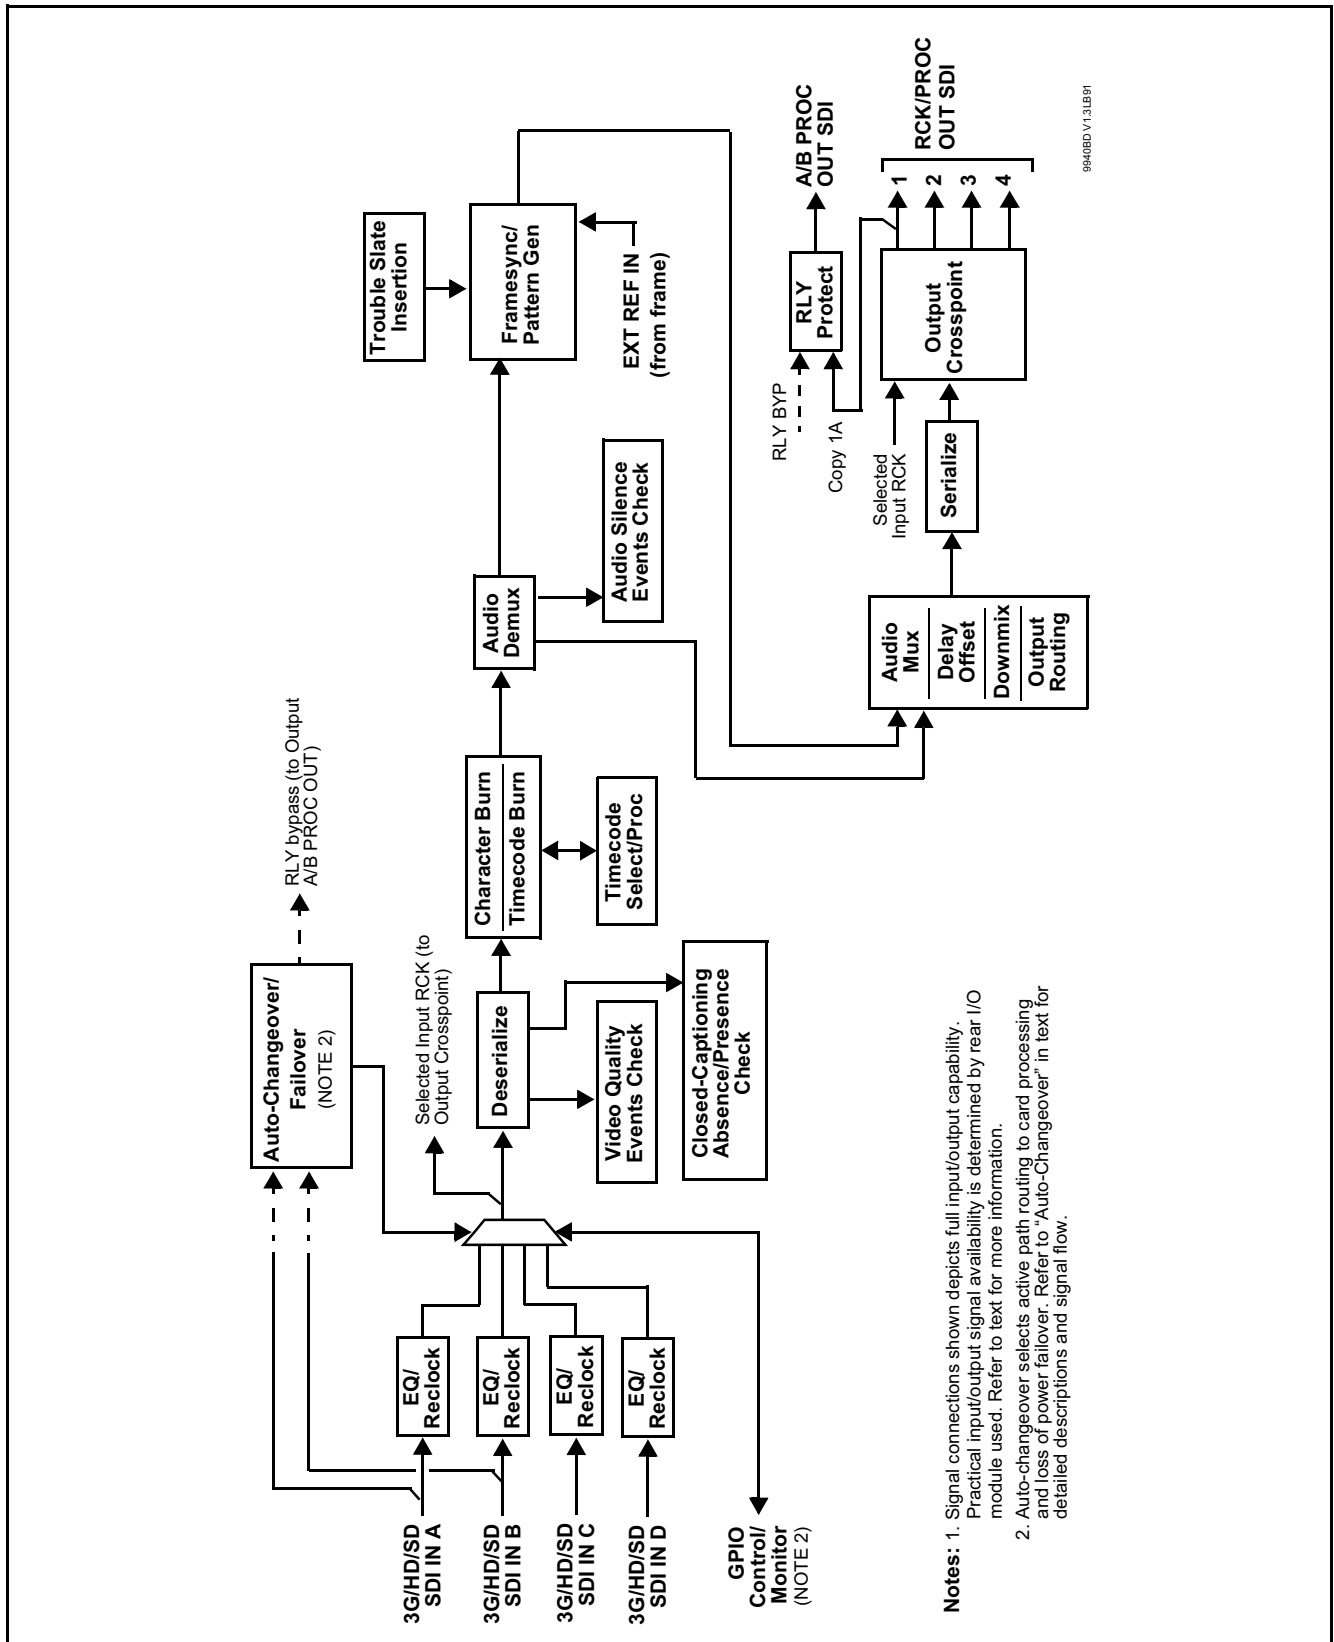 3G/HD/SD
SDI IN A
3G/HD/SD
SDI IN B
3G/HD/SD
SDI IN C
3G/HD/SD
SDI IN D
GPIO
Control/
Monitor
(NOTE 2)
EQ/
Reclock
EQ/
Reclock
EQ/
Reclock
EQ/
Reclock
Auto-Changeover/
Failover
(NOTE 2)
RLY bypass (to Output
A/B PROC OUT)
Selected Input RCK (to
Output Crosspoint)
Deserialize
Video Quality
Events Check
Closed-Captioning
Absence/Presence
Check
Character Burn
Timecode Burn
Timecode
Select/Proc
Audio
Demux
Audio Silence
Events Check
Trouble Slate
Insertion
Framesync/
Pattern Gen
EXT REF IN
(from frame)
Audio
Mux
Delay
Offset
Downmix
Output
Routing
Serialize
Selected
Input RCK
Copy 1A
RLY BYP
RLY
Protect
Output
Crosspoint
A/B PROC
OUT SDI
1
2
3
4
RCK/PROC
OUT SDI
Notes: 1. Signal connections shown depicts full input/output capability.
Practical input/output signal availability is determined by rear I/O
module used. Refer to text for more information.
2. Auto-changeover selects active path routing to card processing
and loss of power failover. Refer to “Auto-Changeover” in text for
detailed descriptions and signal flow.
9940BD V1.3LB91